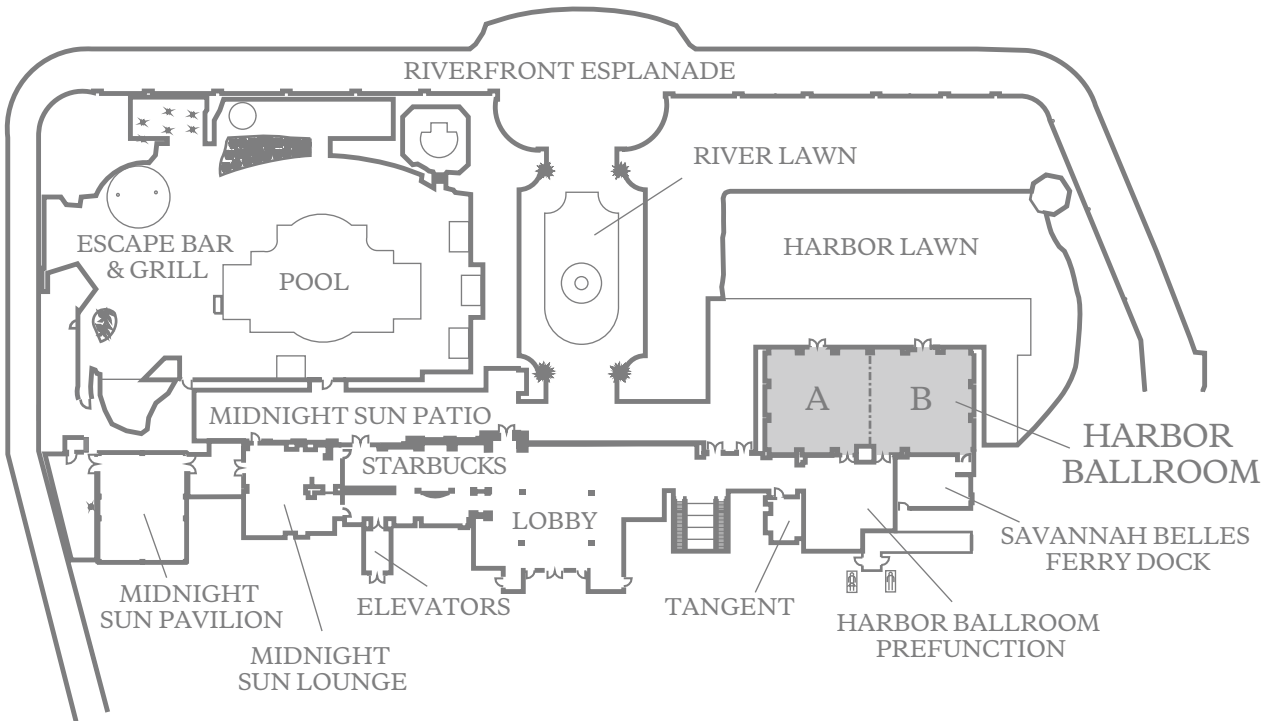 RIVERFRONT ESPLANADE
RIVER LAWN
ESCAPE BAR
& GRILL
POOL
HARBOR LAWN
A
B
MIDNIGHT SUN PATIO
HARBOR
BALLROOM
STARBUCKS
LOBBY
SAVANNAH BELLES
FERRY DOCK
MIDNIGHT
SUN PAVILION
ELEVATORS
TANGENT
HARBOR BALLROOM
PREFUNCTION
MIDNIGHT
SUN LOUNGE